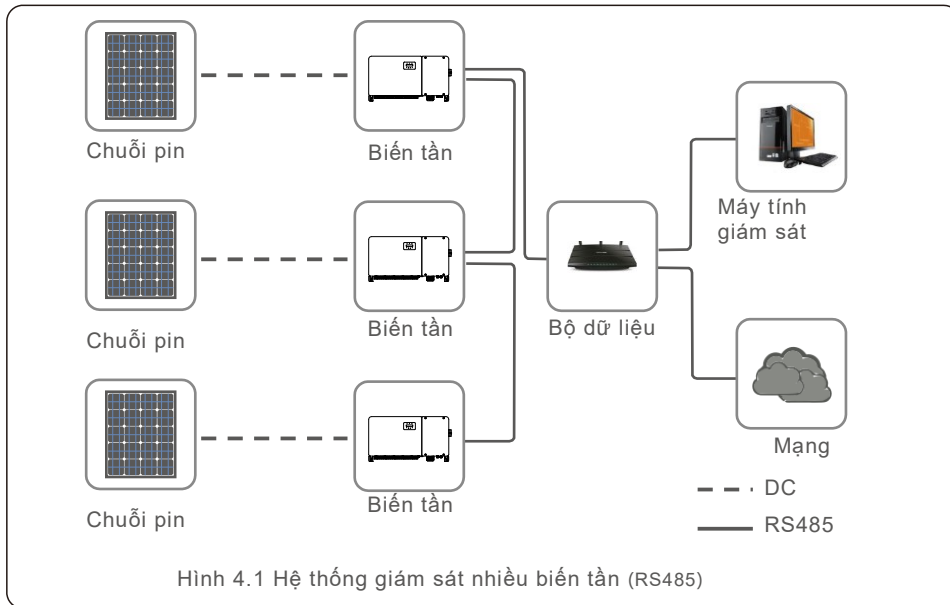 Chuỗi pin
Biến tần
Chuỗi pin
Biến tần
Bộ dữ liệu
Máy tính
giám sát
Chuỗi pin
Biến tần
Mạng
DC
RS485
Hình 4.1 Hệ thống giám sát nhiều biến tần (RS485)